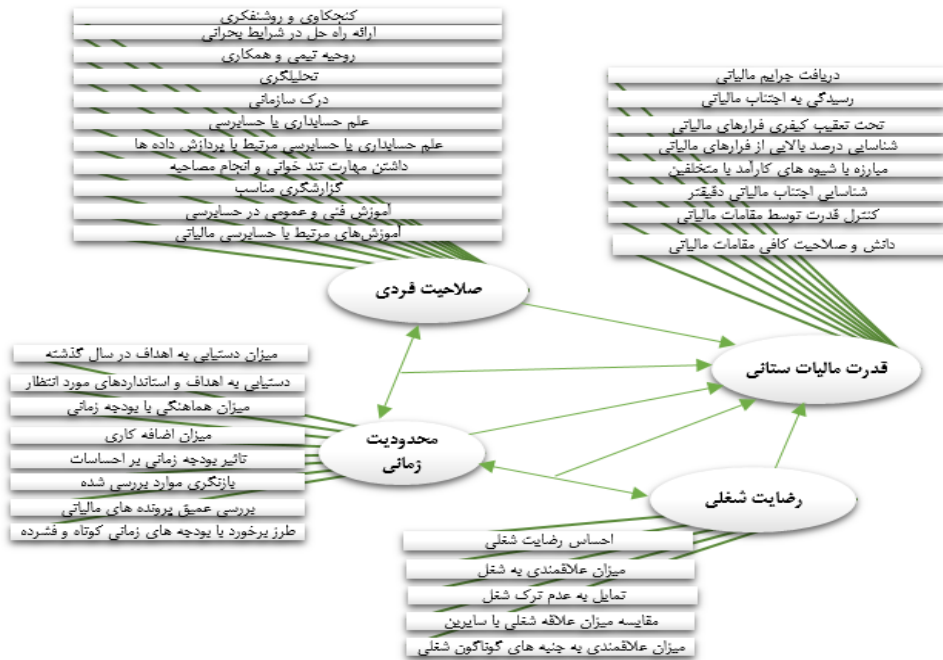 کنجکاوی و روشنفکری
ارائه راه حل در شرایط بحرانی
روحیه تیمی و همکاری
تحلیلگری
درک سازمانی
علم حسابداری یا حسابرسی
علم حسابداری یا حسابرسی مرتبط با پردازش داده ها
داشتن مهارت تند خوانی و انجام مصاحبه
گزارشگری مناسب
آموزش فنی و عمومی در حسابرسی
آموزش‌های مرتبط با حسابرسی مالیاتی
دریافت جرایم مالیاتی
رسیدگی به اجتناب مالیاتی
تحت تعقیب کیفری فرارهای مالیاتی
شناسایی درصد بالایی از فرارهای مالیاتی
مبارزه با شیوه های کارآمد با متخلفین
شناسایی اجتناب مالیاتی دقیقتر
کنترل قدرت توسط مقامات مالیاتی
دانش و صلاحیت کافی مقامات مالیاتی
صلاحیت فردی
قدرت مالیات ستانی
میزان دستیابی به اهداف در سال گذشته
دستیابی به اهداف و استانداردهای مورد انتظار
میزان هماهنگی با بودجه زمانی
میزان اضافه کاری
تاثیر بودجه زمانی بر احساسات
بازنگری موارد بررسی شده
بررسی عمیق پرونده های مالیاتی
طرز برخورد با بودجه های زمانی کوتاه و فشرده
محدودیت
زمانی
رضایت شغلی
احساس رضایت شغلی
میزان علاقمندی به شغل
تمایل به عدم ترک شغل
مقایسه میزان علاقه شغلی با سایرین
میزان علاقمندی به جنبه های گوناگون شغلی